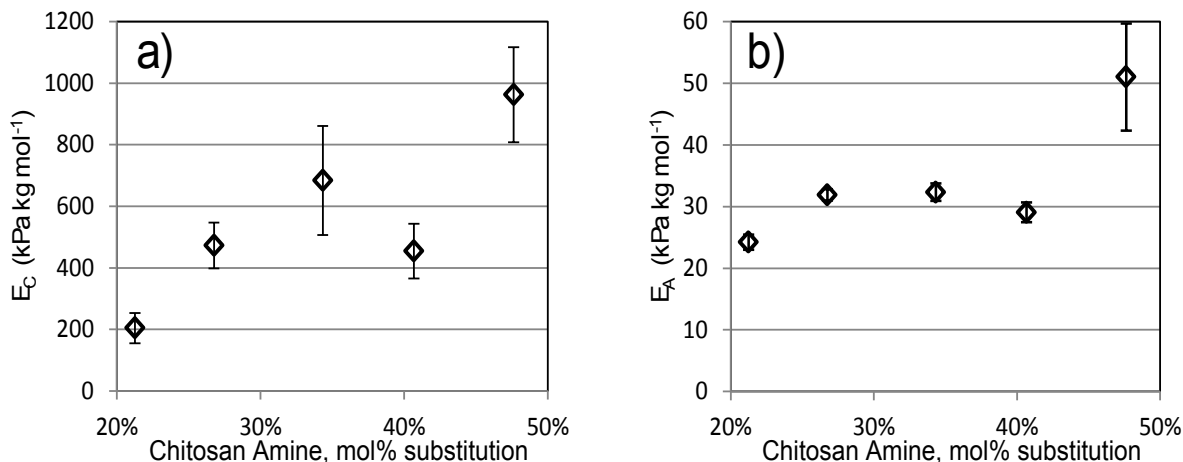 a)
1200
1000
800
600
400
200
0
E_C (kPa kg mol⁻¹)
20% 30% 40% 50%
Chitosan Amine, mol% substitution
b)
60
50
40
30
20
10
0
E_A (kPa kg mol⁻¹)
20% 30% 40% 50%
Chitosan Amine, mol% substitution